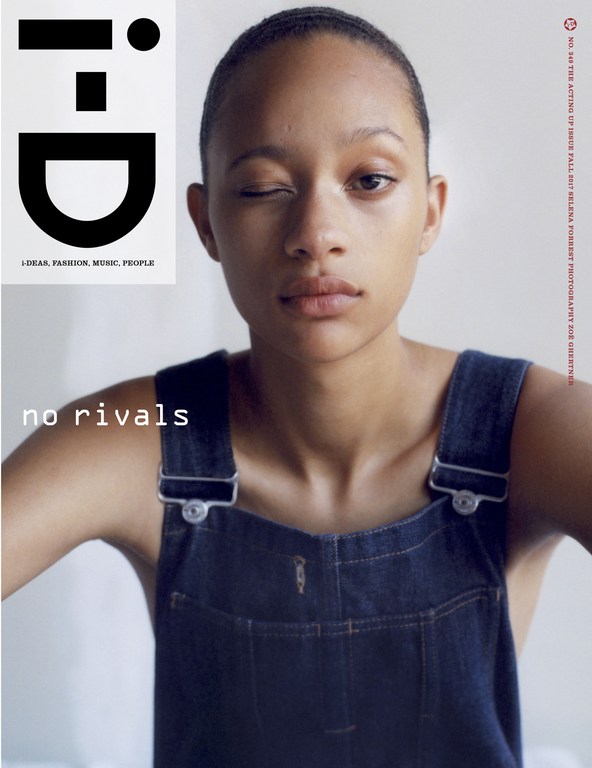 i-D
i-DEAS, FASHION, MUSIC, PEOPLE
no rivals
NO. 349 THE ACTING UP ISSUE FALL 2017 SELENA FORREST PHOTOGRAPHY ZOË GHERTNER